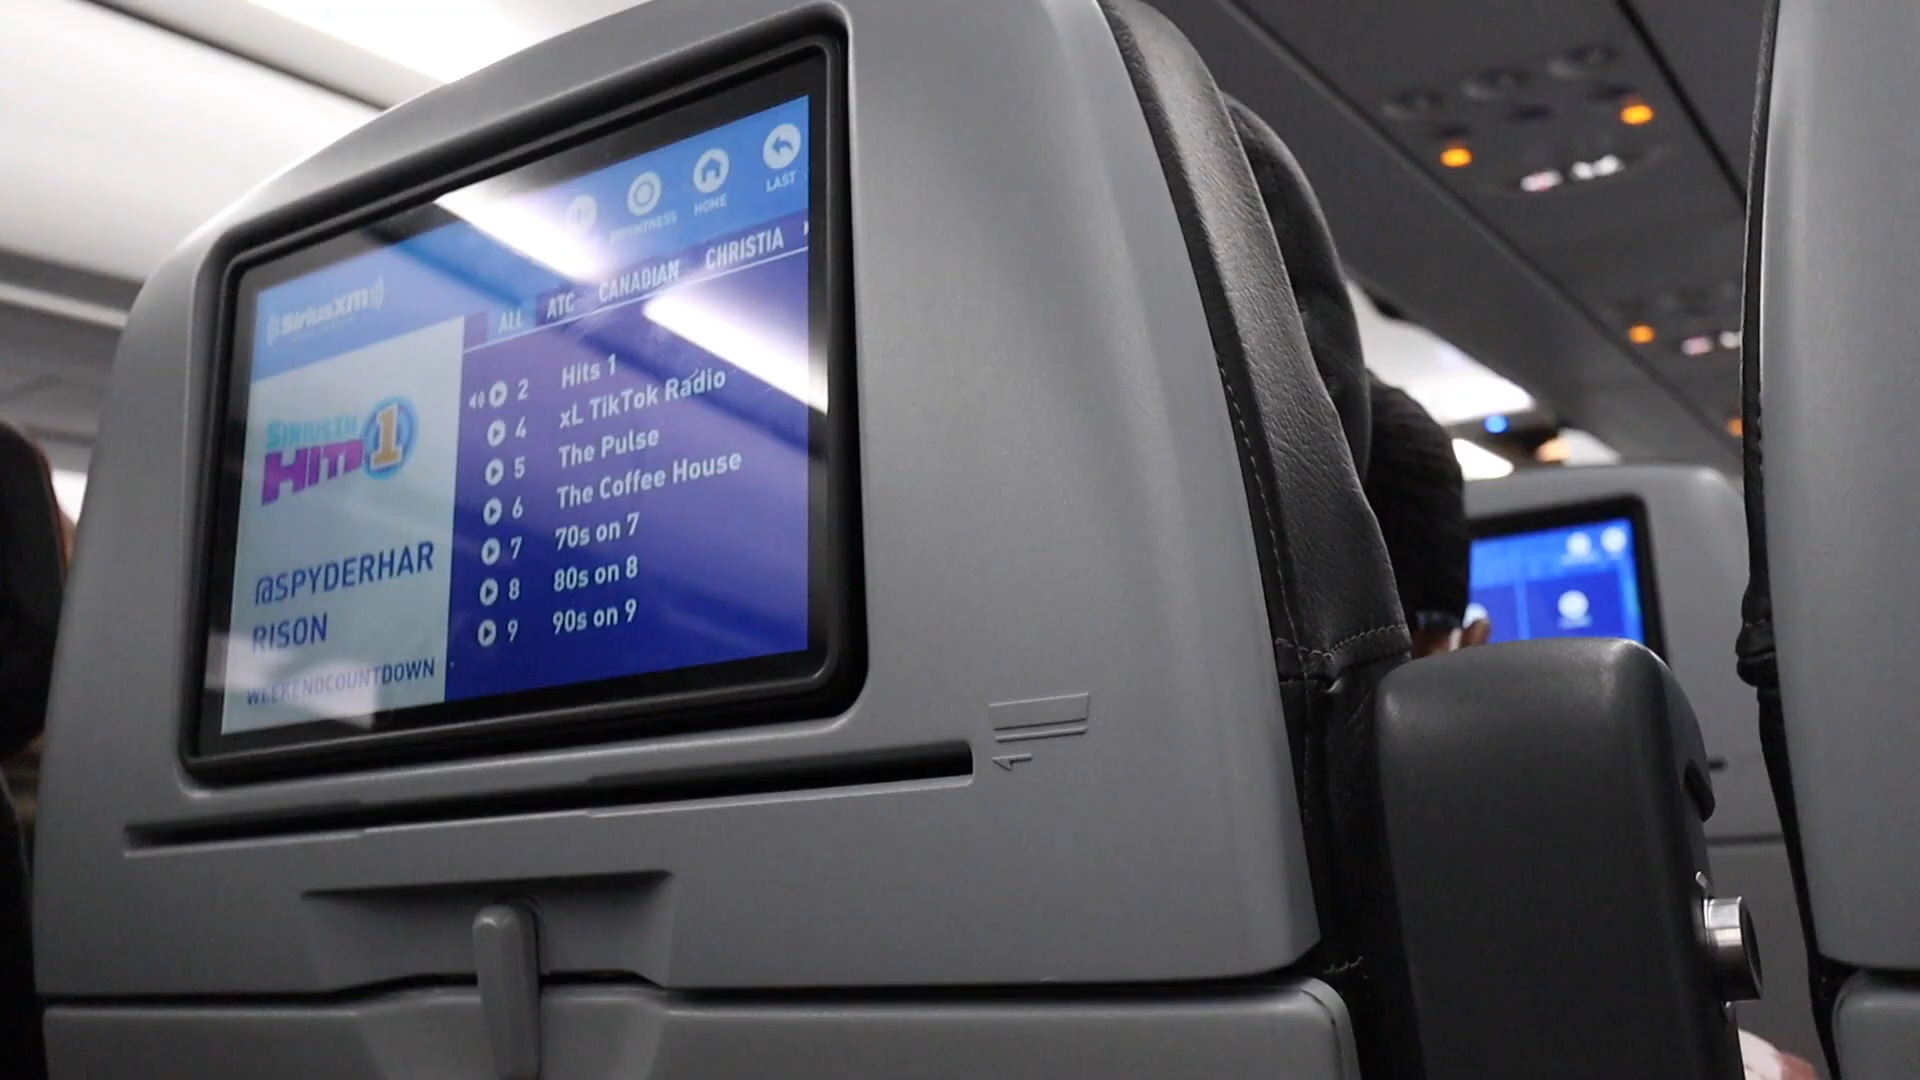 BRIGHTNESS
HOME
LAST
SiriusXM
ALL ATC CANADIAN CHRISTIA
SIRIUSXM
HITS 1
@SPYDERHAR
RISON
WEEKENDCOUNTDOWN
2 Hits 1
4 xL TikTok Radio
5 The Pulse
6 The Coffee House
7 70s on 7
8 80s on 8
9 90s on 9